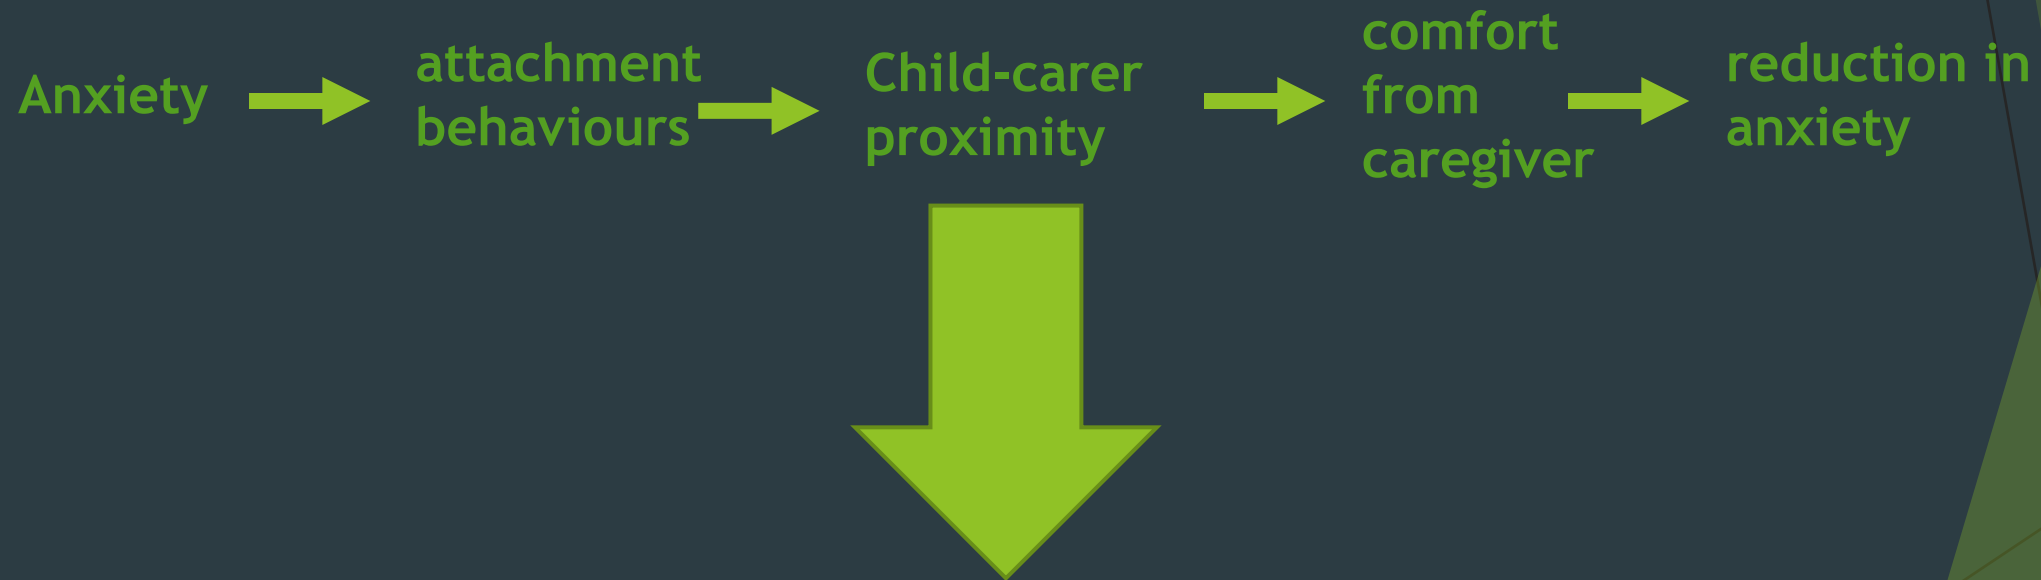 Anxiety
attachment
behaviours
Child-carer
proximity
comfort
from
caregiver
reduction in
anxiety